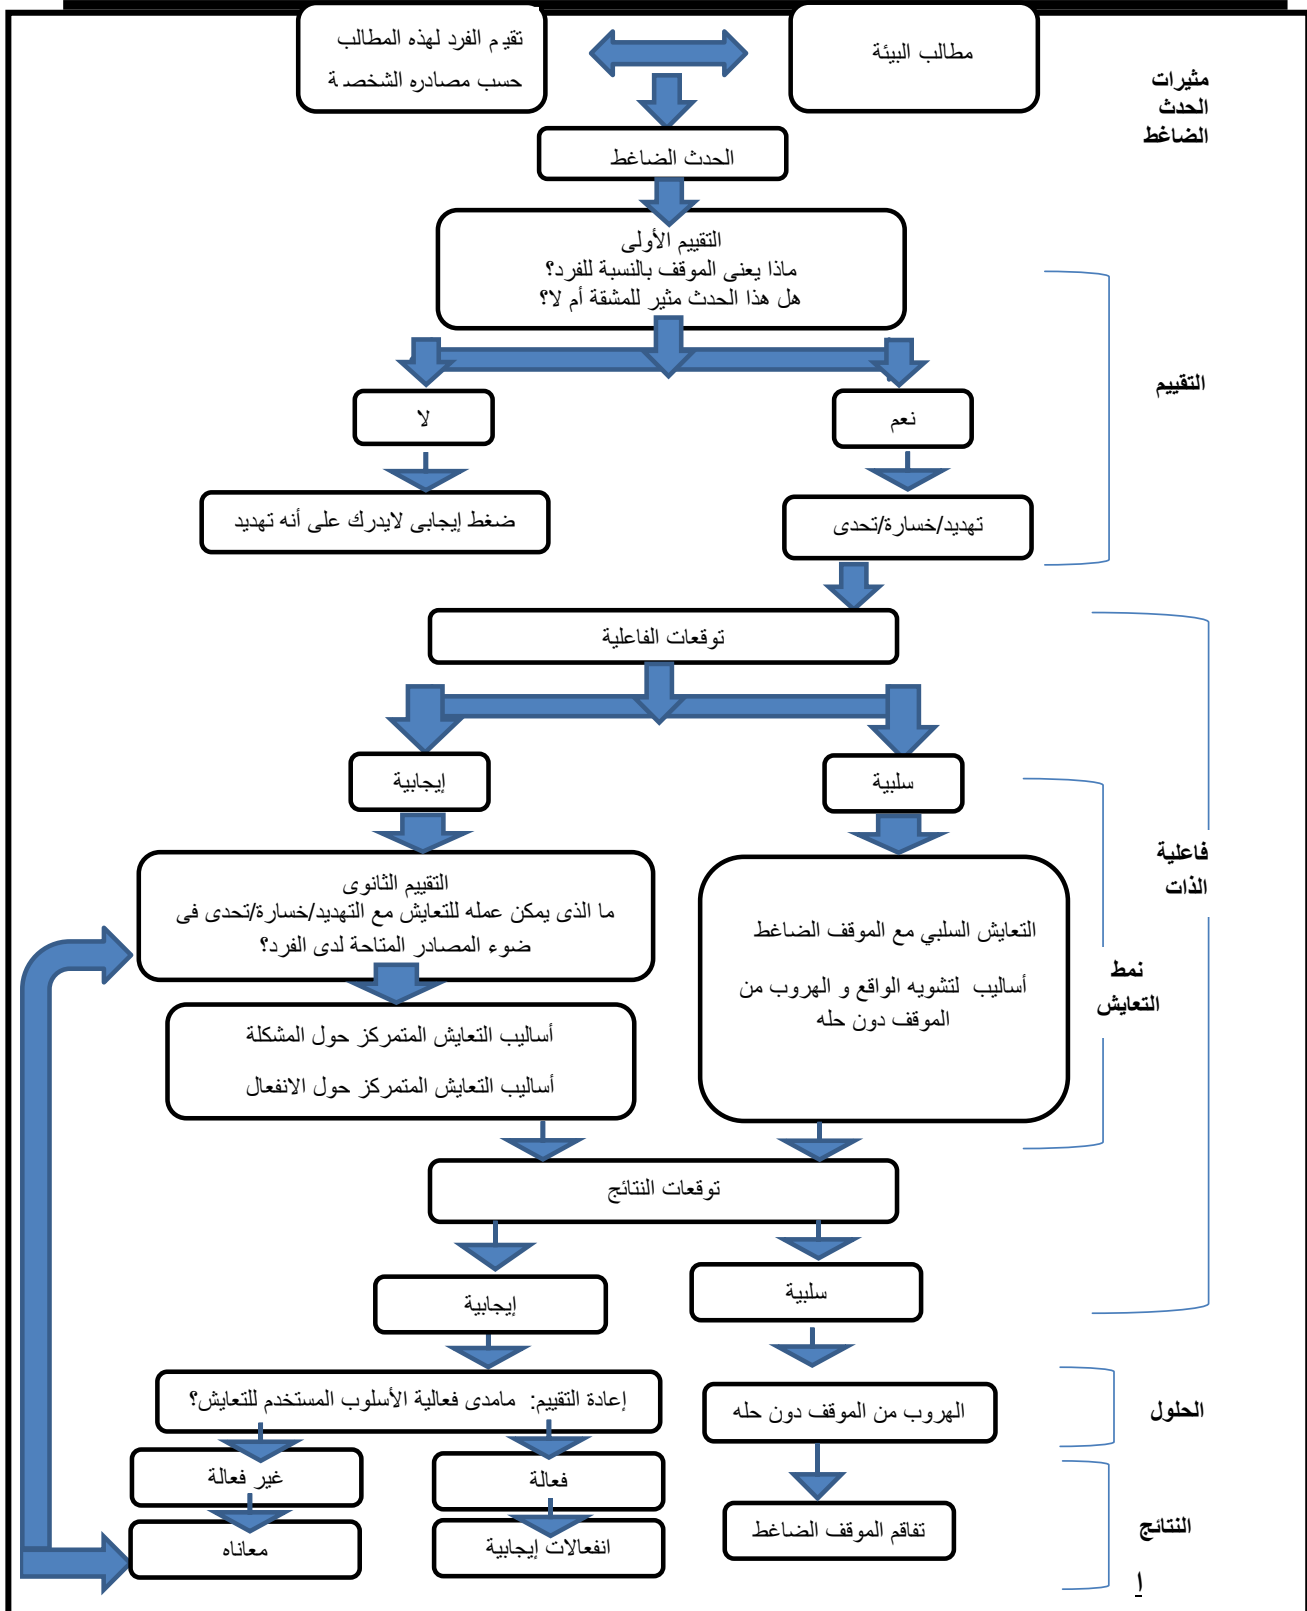 مطالب البيئة
تقيم الفرد لهذه المطالب
حسب مصادره الشخصة
مثيرات
الحدث
الضاغط
الحدث الضاغط
التقييم الأولى
ماذا يعنى الموقف بالنسبة للفرد؟
هل هذا الحدث مثير للمشقة أم لا؟
التقييم
نعم
لا
تهديد/خسارة/تحدى
ضغط إيجابى لايدرك على أنه تهديد
توقعات الفاعلية
سلبية
إيجابية
فاعلية
الذات
التقييم الثانوى
ما الذى يمكن عمله للتعايش مع التهديد/خسارة/تحدى فى
ضوء المصادر المتاحة لدى الفرد؟
التعايش السلبي مع الموقف الضاغط
أساليب لتشويه الواقع و الهروب من
الموقف دون حله
نمط
التعايش
أساليب التعايش المتمركز حول المشكلة
أساليب التعايش المتمركز حول الانفعال
توقعات النتائج
سلبية
إيجابية
إعادة التقييم: مامدى فعالية الأسلوب المستخدم للتعايش؟
الهروب من الموقف دون حله
الحلول
فعالة
غير فعالة
تفاقم الموقف الضاغط
انفعالات إيجابية
معاناه
النتائج
ا